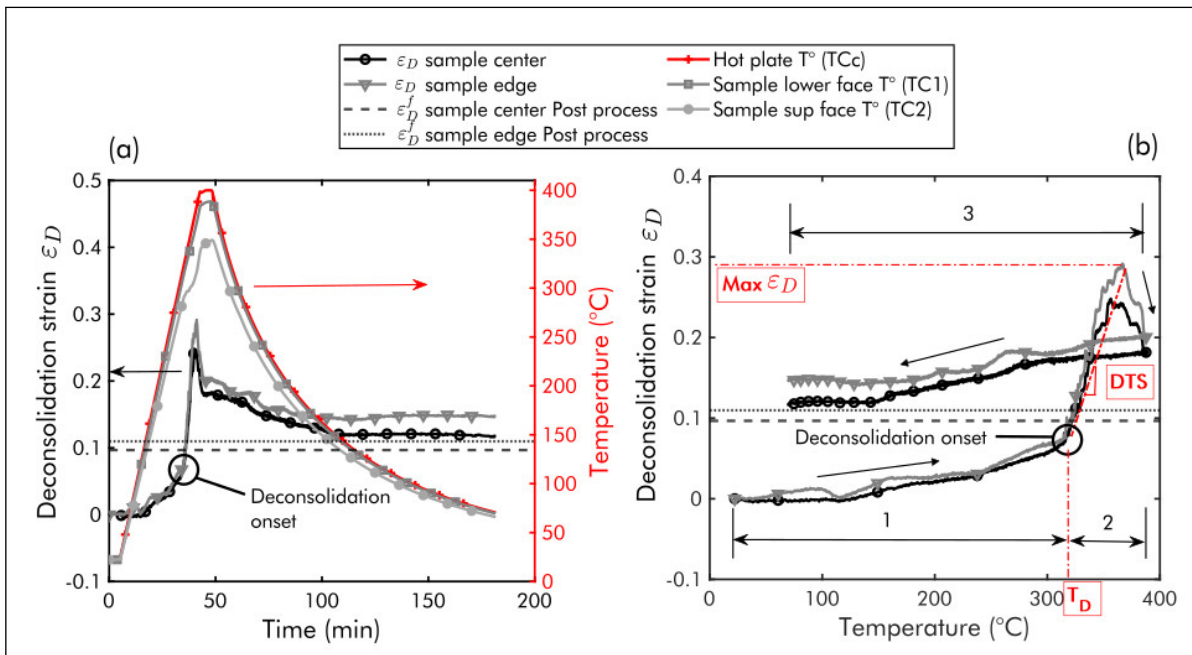 ε_D sample center
ε_D sample edge
ε_D^f sample center Post process
ε_D^f sample edge Post process
Hot plate T° (TCc)
Sample lower face T° (TC1)
Sample sup face T° (TC2)
(a)
Deconsolidation strain ε_D
0.5
0.4
0.3
0.2
0.1
0
-0.1
0
50
100
150
200
Time (min)
400
350
300
250
200
150
100
50
0
Temperature (°C)
Deconsolidation
onset
(b)
Deconsolidation strain ε_D
0.4
0.3
0.2
0.1
0
-0.1
0
100
200
300
400
Temperature (°C)
3
Max ε_D
DTS
Deconsolidation onset
1
2
T_D